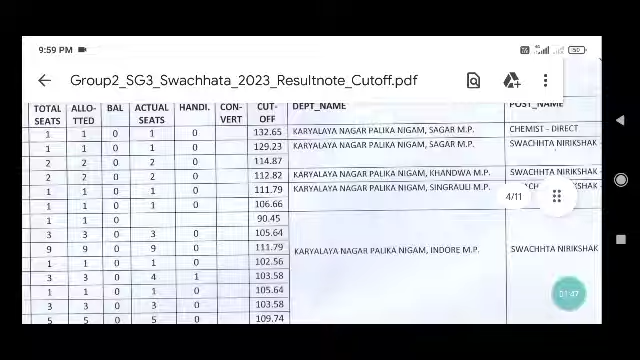 9:59 PM
50
Group2_SG3_Swachhata_2023_Resultnote_Cutoff.pdf
TOTAL SEATS ALLO-TTED BAL ACTUAL SEATS HANDI. CON-VERT CUT-OFF DEPT_NAME POST_NAME
1 1 0 1 0 132.65 KARYALAYA NAGAR PALIKA NIGAM, SAGAR M.P. CHEMIST - DIRECT
1 1 0 1 0 129.23 KARYALAYA NAGAR PALIKA NIGAM, SAGAR M.P. SWACHHTA NIRIKSHAK -
2 2 0 2 0 114.87
2 2 0 2 0 112.82 KARYALAYA NAGAR PALIKA NIGAM, KHANDWA M.P. SWACHHTA NIRIKSHAK -
1 1 0 1 0 111.79 KARYALAYA NAGAR PALIKA NIGAM, SINGRAULI M.P. NIRIKSHAK -
1 1 0 1 0 106.66
4/11
1 1 0 90.45
3 3 0 3 0 105.64
9 9 0 9 0 111.79 KARYALAYA NAGAR PALIKA NIGAM, INDORE M.P. SWACHHTA NIRIKSHAK
1 1 0 1 0 102.56
3 3 0 4 1 103.58
1 1 0 1 0 105.64
01:47
3 3 0 3 0 103.58
5 5 0 5 0 109.74